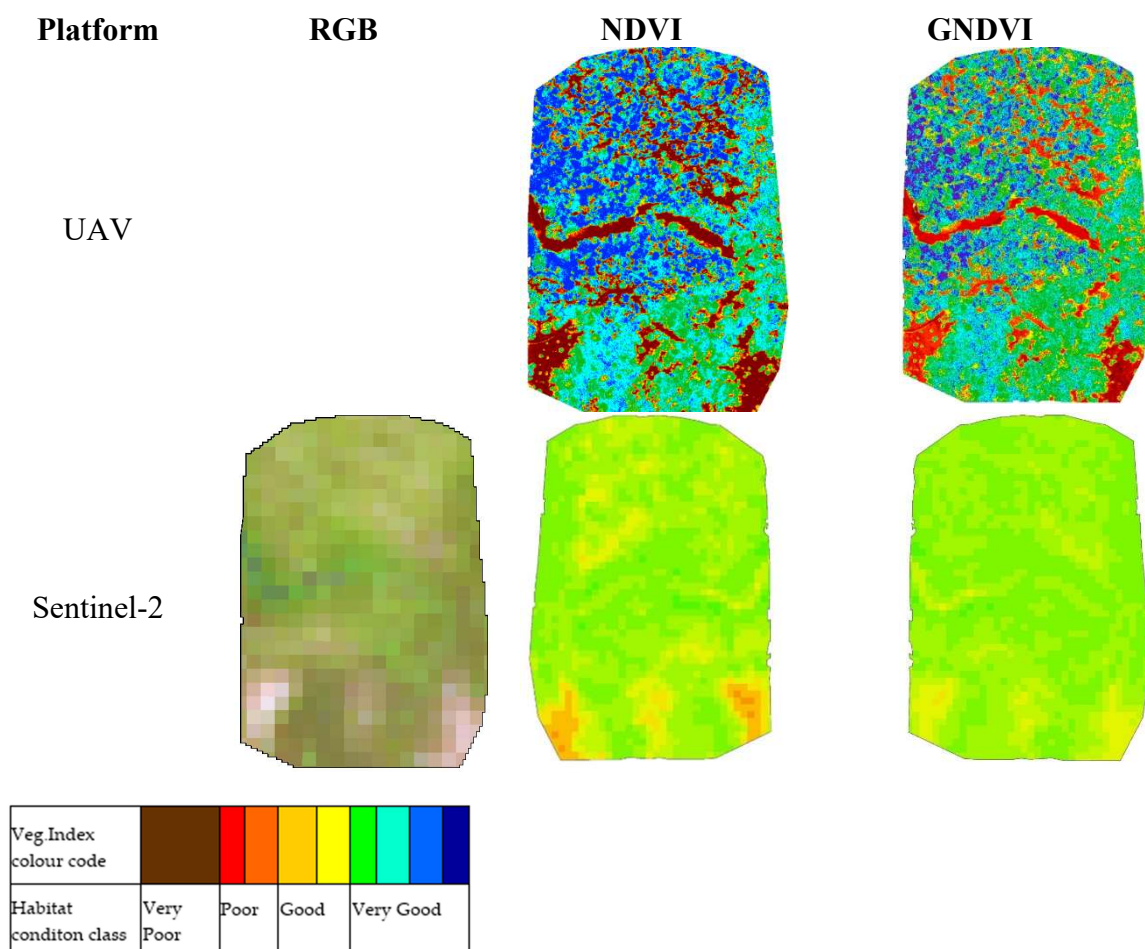 Platform RGB NDVI GNDVI
UAV
Sentinel-2
Veg.Index
colour code
Habitat
conditon class
Very
Poor
Poor
Good
Very Good